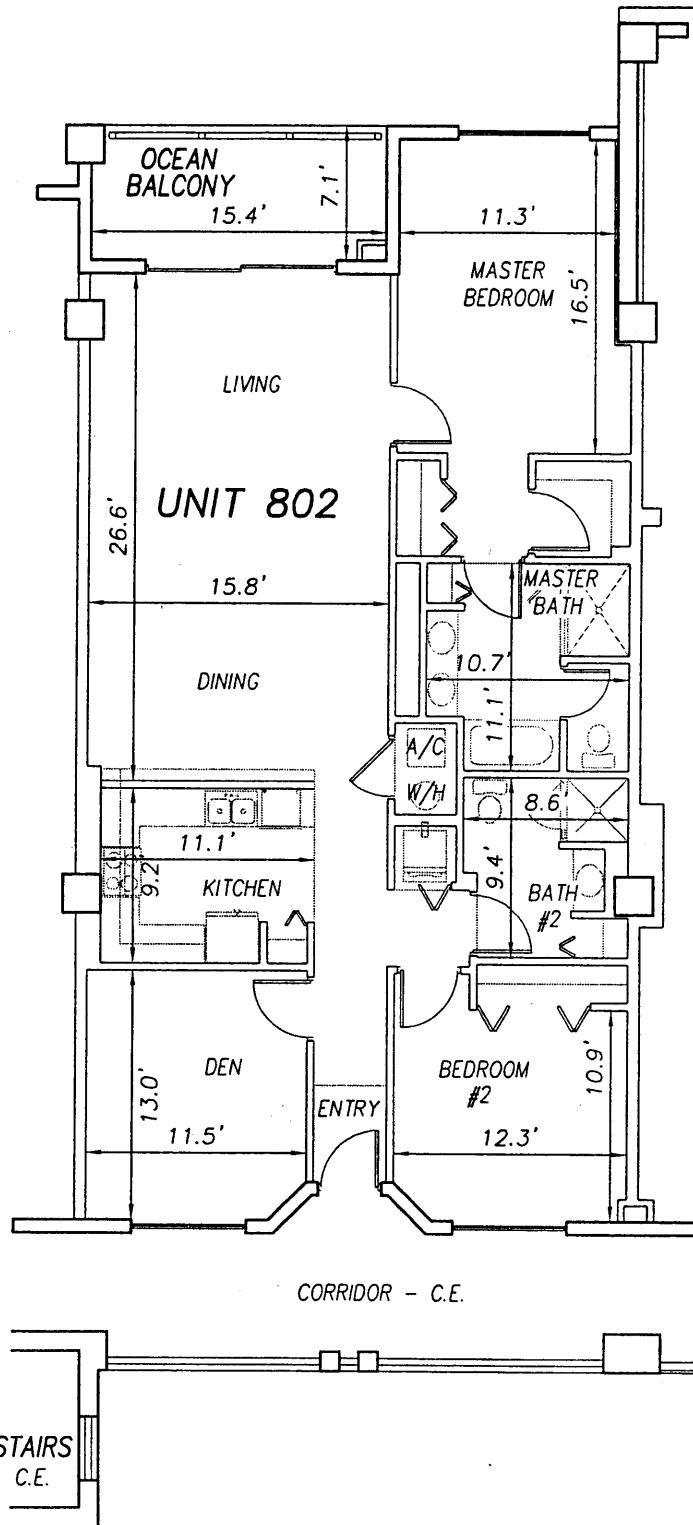 OCEAN
BALCONY
15.4'
7.1'
11.3'
MASTER
BEDROOM
16.5'
LIVING
UNIT 802
26.6'
15.8'
DINING
MASTER
BATH
10.7'
11.1'
A/C
W/H
8.6'
9.4'
BATH
#2
11.1'
9.2'
KITCHEN
DEN
13.0'
11.5'
ENTRY
BEDROOM
#2
10.9'
12.3'
CORRIDOR - C.E.
STAIRS
C.E.